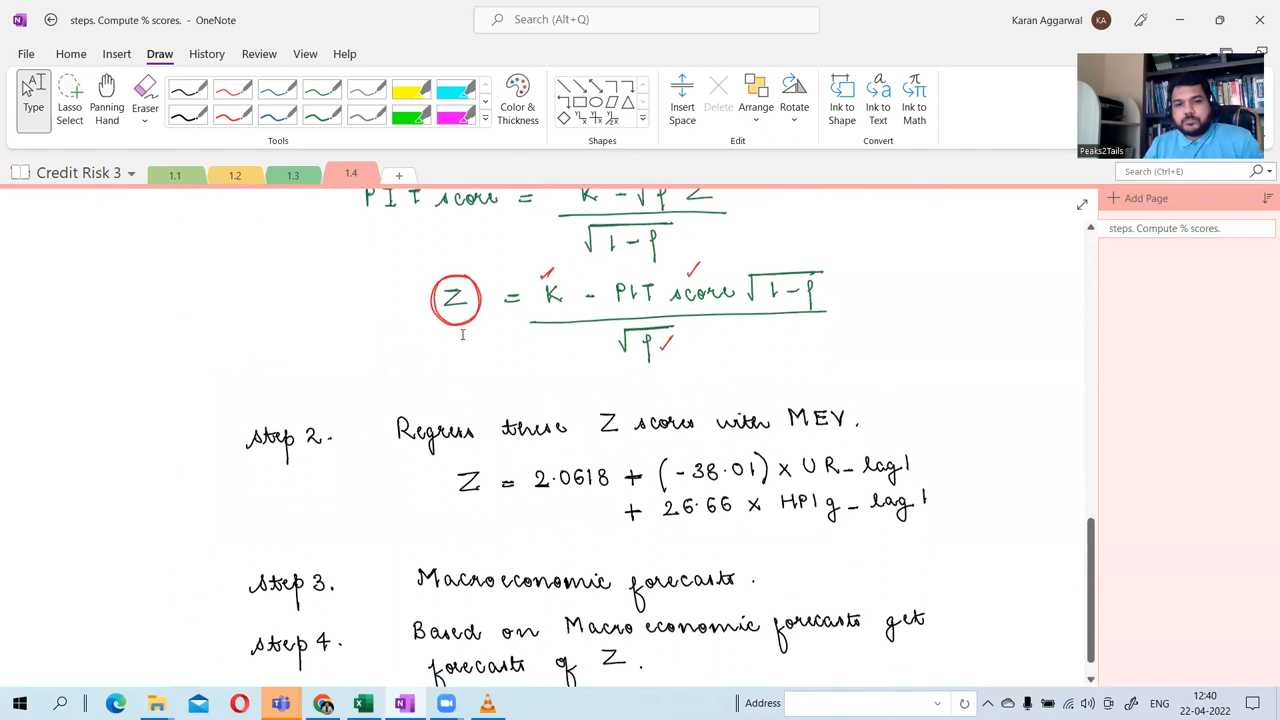 steps. Compute % scores. - OneNote
Search (Alt+Q)
Karan Aggarwal
KA
File Home Insert Draw History Review View Help
Type
Lasso Select
Panning Hand
Eraser
Color & Thickness
Insert Space
Delete
Arrange
Rotate
Ink to Shape
Ink to Text
Ink to Math
Tools
Shapes
Edit
Convert
Peaks2Tails
Credit Risk 3
1.1 1.2 1.3 1.4
Search (Ctrl+E)
Add Page
steps. Compute % scores.
PIT score = K - √ρ Z
√1-ρ
Z = K - PIT score √1-ρ
√ρ
Step 2. Regress these Z scores with MEV.
Z = 2.0618 + (-38.01) × UR_lag1
+ 26.66 × HPIg_lag1
Step 3. Macroeconomic forecasts.
Step 4. Based on Macroeconomic forecasts get
forecasts of Z.
Address
12:40
22-04-2022